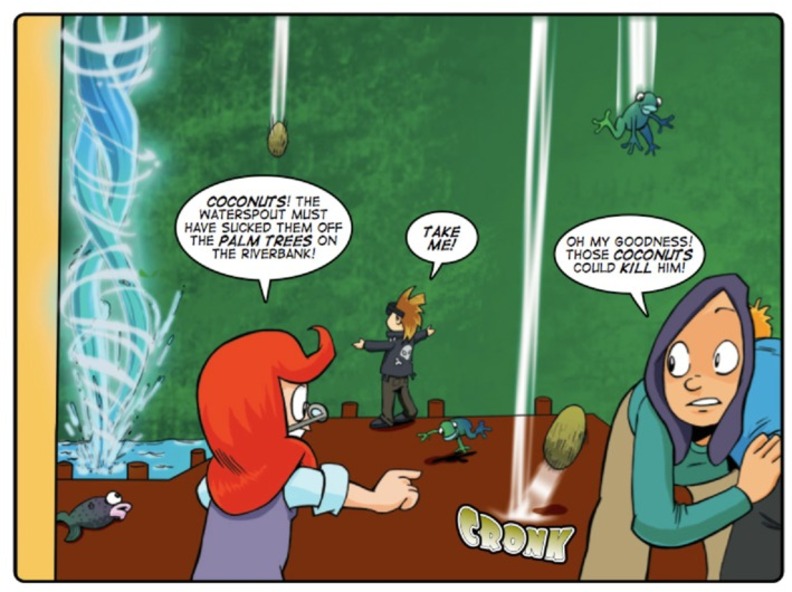 COCONUTS! THE
WATERSPOUT MUST
HAVE SUCKED THEM OFF
THE PALM TREES ON
THE RIVERBANK!
TAKE
ME!
OH MY GOODNESS!
THOSE COCONUTS
COULD KILL HIM!
CRONK